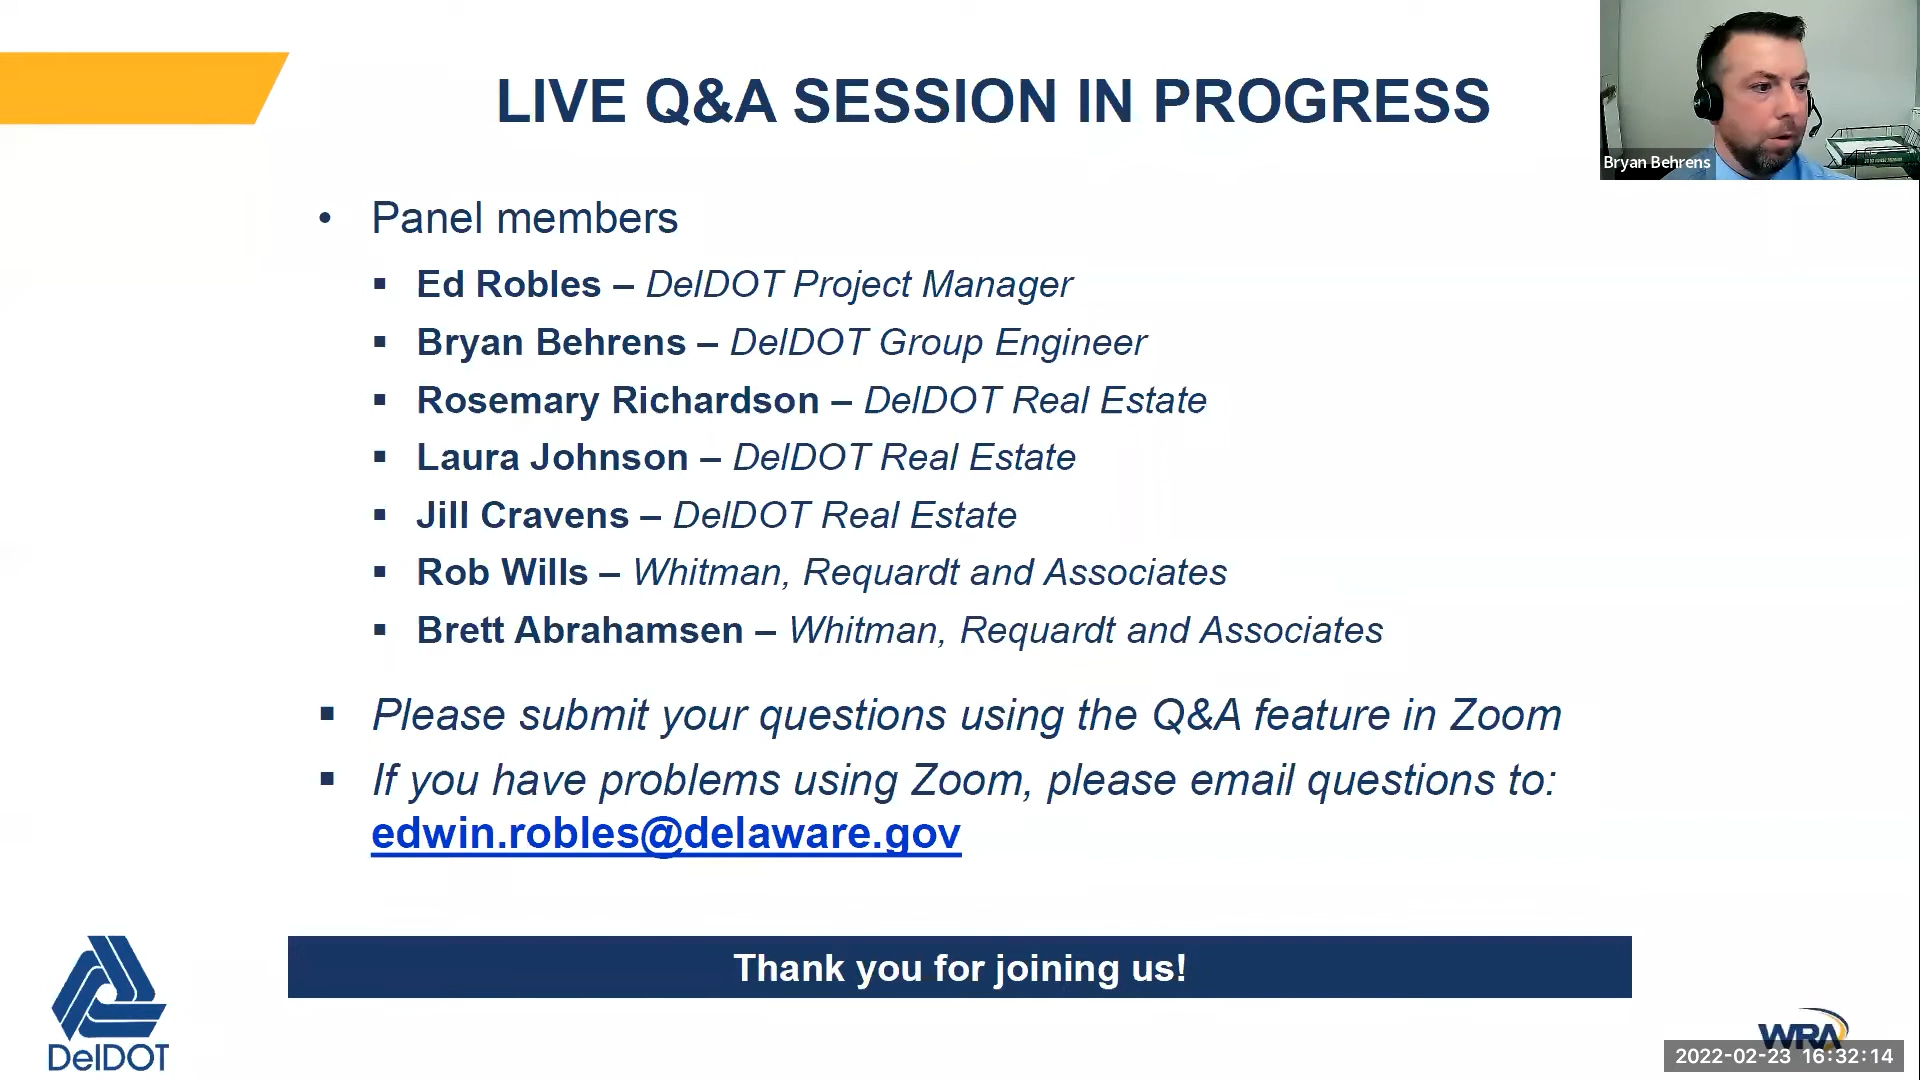 LIVE Q&A SESSION IN PROGRESS
Bryan Behrens
• Panel members
▪ Ed Robles – DelDOT Project Manager
▪ Bryan Behrens – DelDOT Group Engineer
▪ Rosemary Richardson – DelDOT Real Estate
▪ Laura Johnson – DelDOT Real Estate
▪ Jill Cravens – DelDOT Real Estate
▪ Rob Wills – Whitman, Requardt and Associates
▪ Brett Abrahamsen – Whitman, Requardt and Associates
▪ Please submit your questions using the Q&A feature in Zoom
▪ If you have problems using Zoom, please email questions to:
edwin.robles@delaware.gov
Thank you for joining us!
DelDOT
WRA
2022-02-23 16:32:14